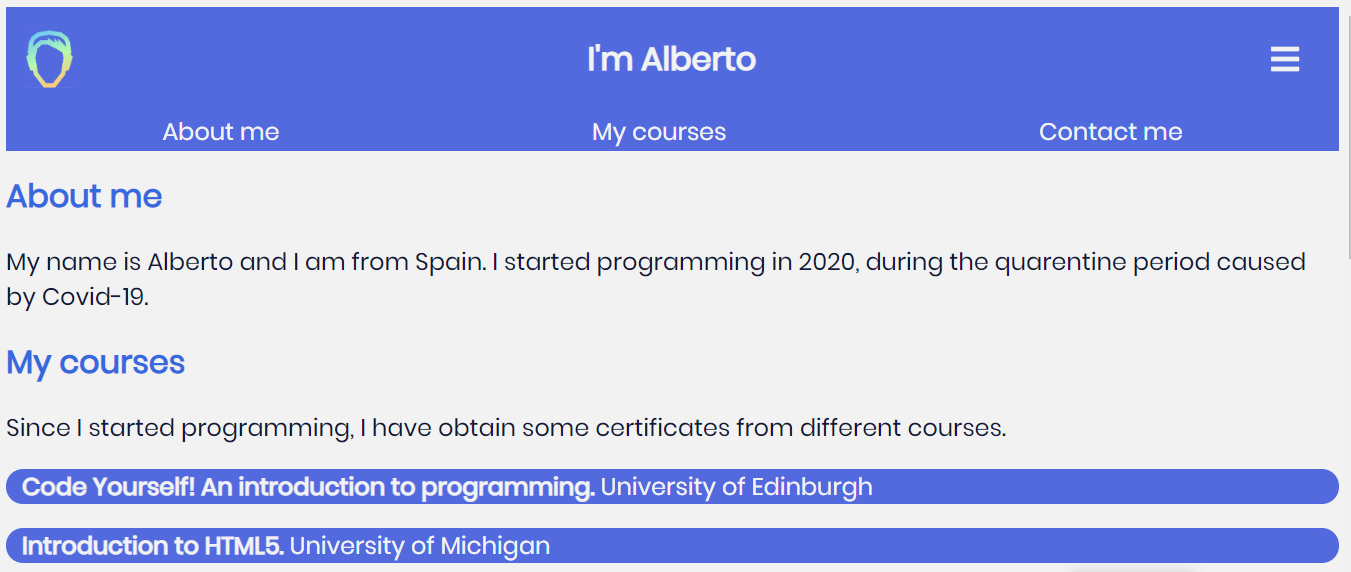 I'm Alberto
About me My courses Contact me
About me
My name is Alberto and I am from Spain. I started programming in 2020, during the quarentine period caused
by Covid-19.
My courses
Since I started programming, I have obtain some certificates from different courses.
Code Yourself! An introduction to programming. University of Edinburgh
Introduction to HTML5. University of Michigan